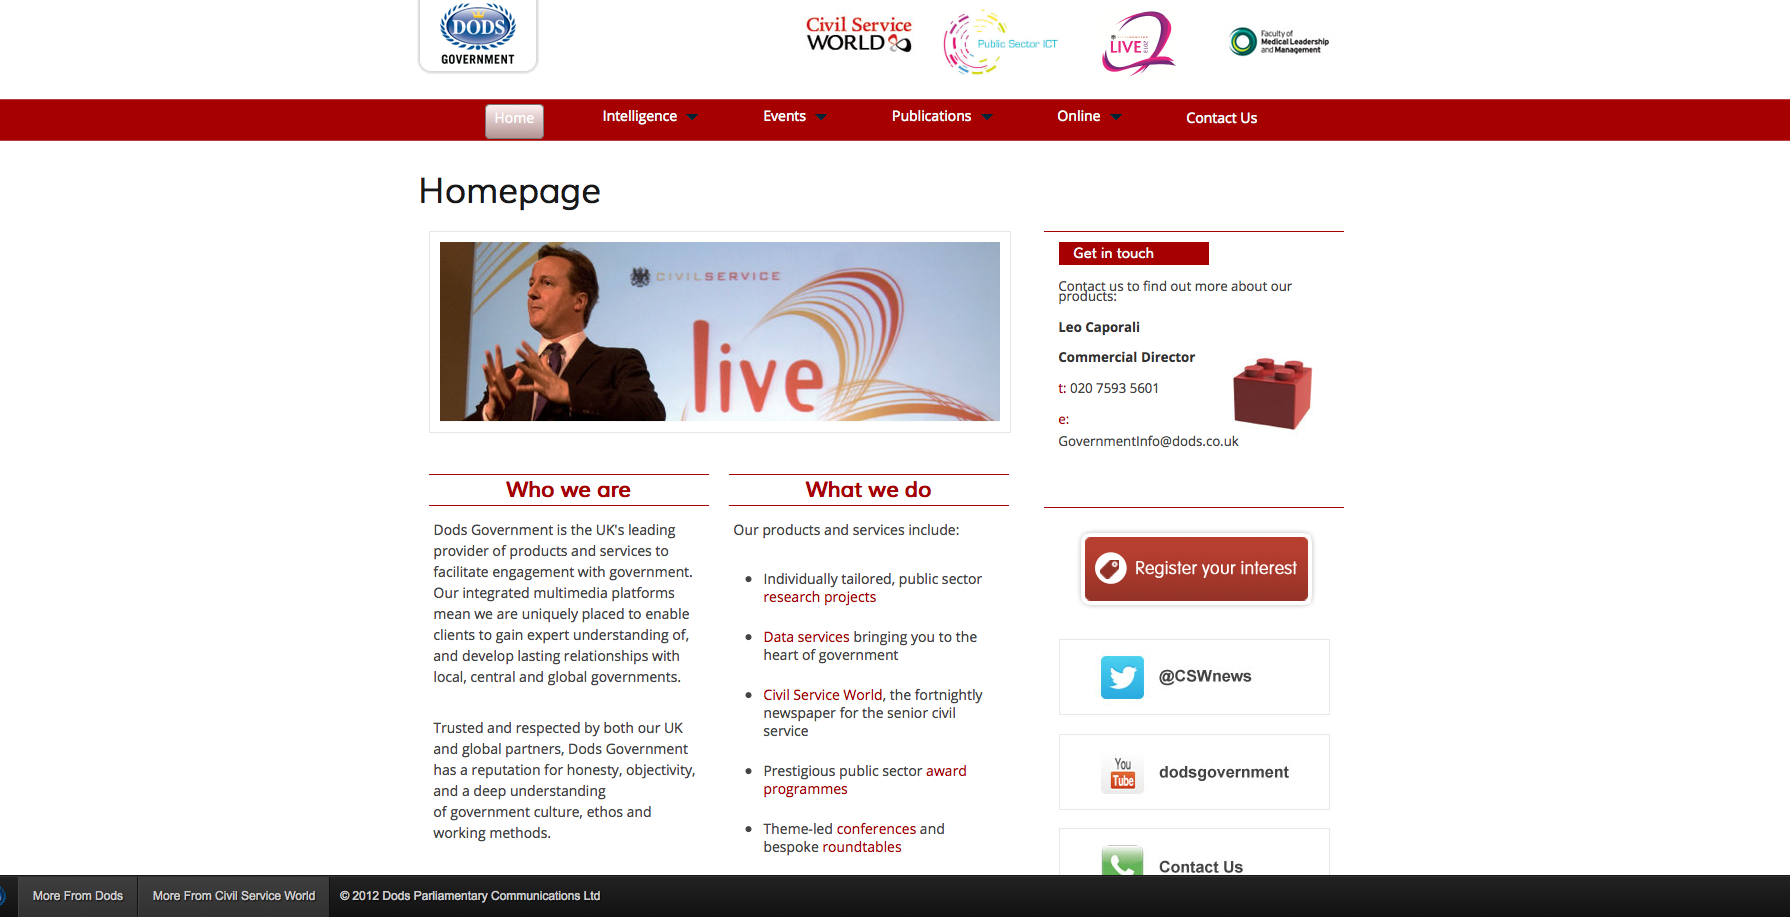 DODS
GOVERNMENT
Civil Service
WORLD
Public Sector ICT
LIVE 2013
Faculty of
Medical Leadership
and Management
Home
Intelligence
Events
Publications
Online
Contact Us
Homepage
CIVILSERVICE
live
Get in touch
Contact us to find out more about our
products:
Leo Caporali
Commercial Director
t: 020 7593 5601
e:
GovernmentInfo@dods.co.uk
Who we are
Dods Government is the UK's leading
provider of products and services to
facilitate engagement with government.
Our integrated multimedia platforms
mean we are uniquely placed to enable
clients to gain expert understanding of,
and develop lasting relationships with
local, central and global governments.
Trusted and respected by both our UK
and global partners, Dods Government
has a reputation for honesty, objectivity,
and a deep understanding
of government culture, ethos and
working methods.
What we do
Our products and services include:
Individually tailored, public sector
research projects
Data services bringing you to the
heart of government
Civil Service World, the fortnightly
newspaper for the senior civil
service
Prestigious public sector award
programmes
Theme-led conferences and
bespoke roundtables
Register your interest
@CSWnews
You
Tube
dodsgovernment
Contact Us
More From Dods
More From Civil Service World
© 2012 Dods Parliamentary Communications Ltd